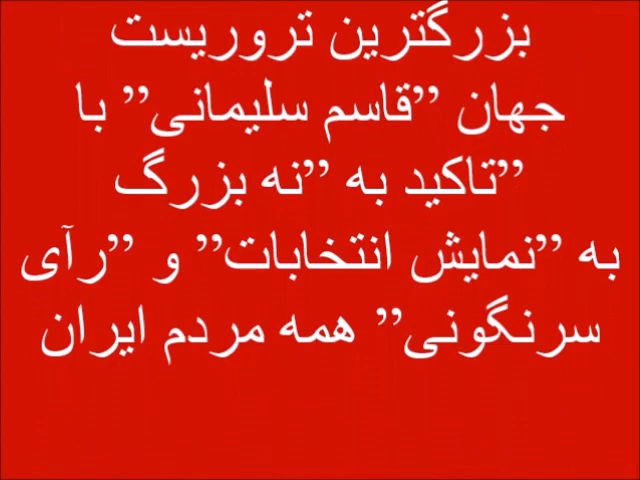 بزرگترین تروریست
جهان ”قاسم سلیمانی” با
”تاکید به ”نه بزرگ
به ”نمایش انتخابات” و ”رآی
سرنگونی” همه مردم ایران